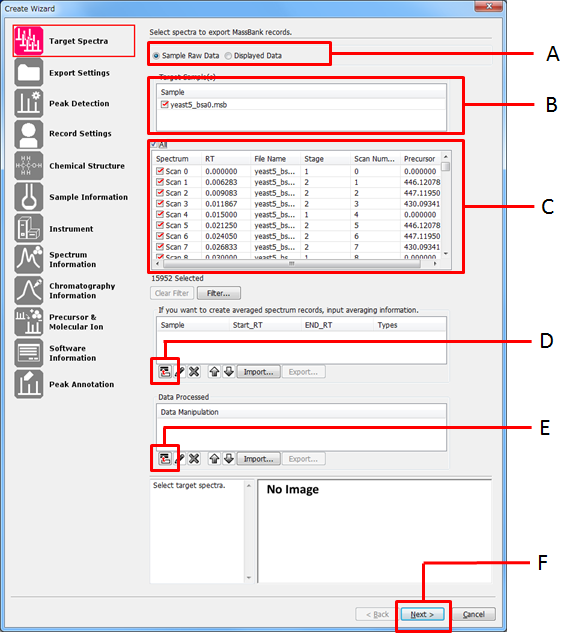 Create Wizard
Target Spectra
Export Settings
Peak Detection
Record Settings
Chemical Structure
Sample Information
Instrument
Spectrum
Information
Chromatography
Information
Precursor &
Molecular Ion
Software
Information
Peak Annotation
Select spectra to export MassBank records.
Sample Raw Data Displayed Data
A
Target Sample(s)
Sample
yeast5_bsa0.msb
B
All
Spectrum RT File Name Stage Scan Num... Precursor
Scan 0 0.000000 yeast5_bs... 1 0 0.000000
Scan 1 0.006283 yeast5_bs... 2 1 446.12078
Scan 2 0.009083 yeast5_bs... 2 2 447.11950
Scan 3 0.011867 yeast5_bs... 2 3 430.09341
Scan 4 0.015000 yeast5_bs... 1 4 0.000000
Scan 5 0.021250 yeast5_bs... 2 5 446.12078
Scan 6 0.024050 yeast5_bs... 2 6 447.11950
Scan 7 0.026833 yeast5_bs... 2 7 430.09341
Scan 8 0.030000 yeast5_bs... 1 8 0.000000
C
15952 Selected
Clear Filter Filter...
If you want to create averaged spectrum records, input averaging information.
Sample Start_RT END_RT Types
D
Import... Export...
Data Processed
Data Manipulation
E
Import... Export...
Select target spectra.
No Image
F
< Back Next > Cancel